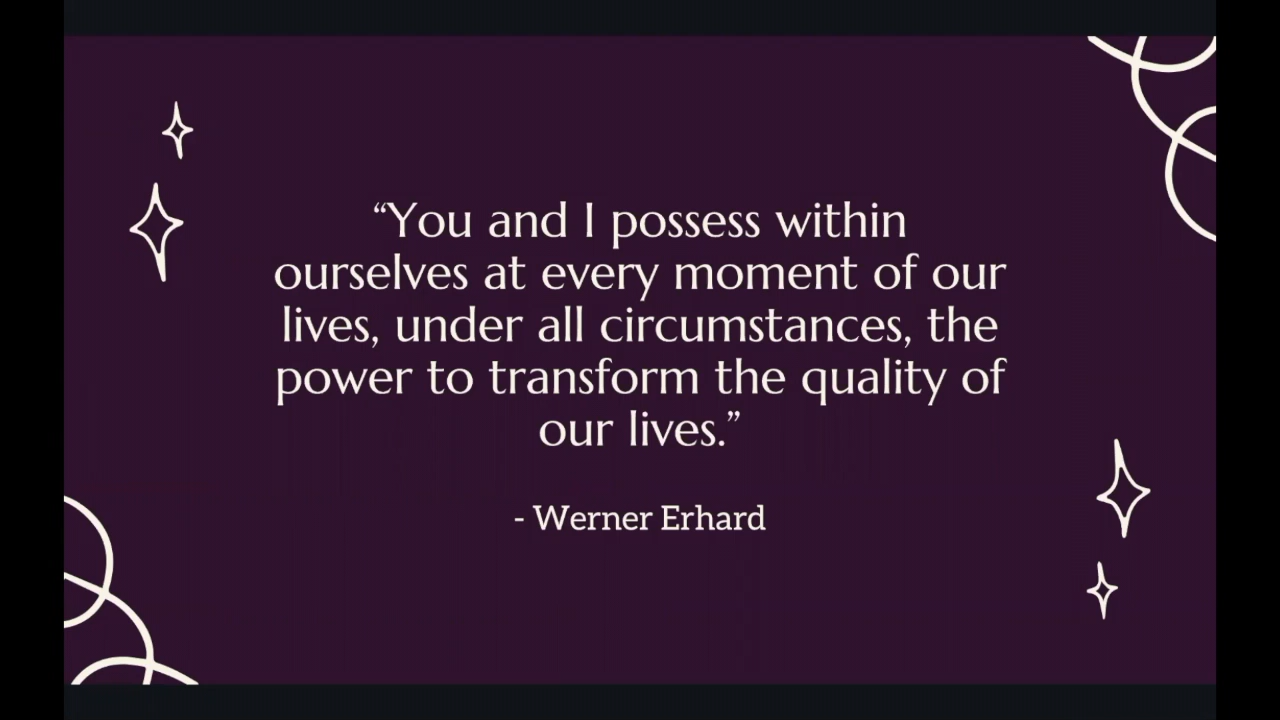 “You and I possess within
ourselves at every moment of our
lives, under all circumstances, the
power to transform the quality of
our lives.”
- Werner Erhard